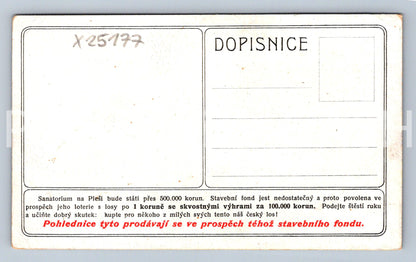 X 25177
DOPISNICE
Sanatorium na Pleši bude státi přes 500.000 korun. Stavební fond jest nedostatečný a proto povolena ve
prospěch jeho loterie s losy po 1 koruně se skvostnými výhrami za 100.000 korun. Podejte štěstí ruku
a učiňte dobrý skutek: kupte pro někoho z milých svých tento náš český los!
Pohlednice tyto prodávají se ve prospěch téhož stavebního fondu.